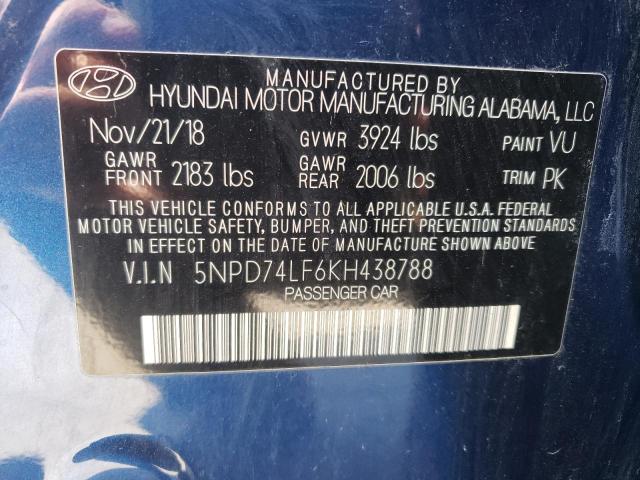 MANUFACTURED BY
HYUNDAI MOTOR MANUFACTURING ALABAMA, LLC
Nov/21/18 GVWR 3924 lbs PAINT VU
GAWR FRONT 2183 lbs GAWR REAR 2006 lbs TRIM PK
THIS VEHICLE CONFORMS TO ALL APPLICABLE U.S.A. FEDERAL
MOTOR VEHICLE SAFETY, BUMPER, AND THEFT PREVENTION STANDARDS
IN EFFECT ON THE DATE OF MANUFACTURE SHOWN ABOVE.
V.I.N 5NPD74LF6KH438788
PASSENGER CAR